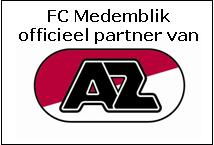 FC Medemblik
officieel partner van
AZ